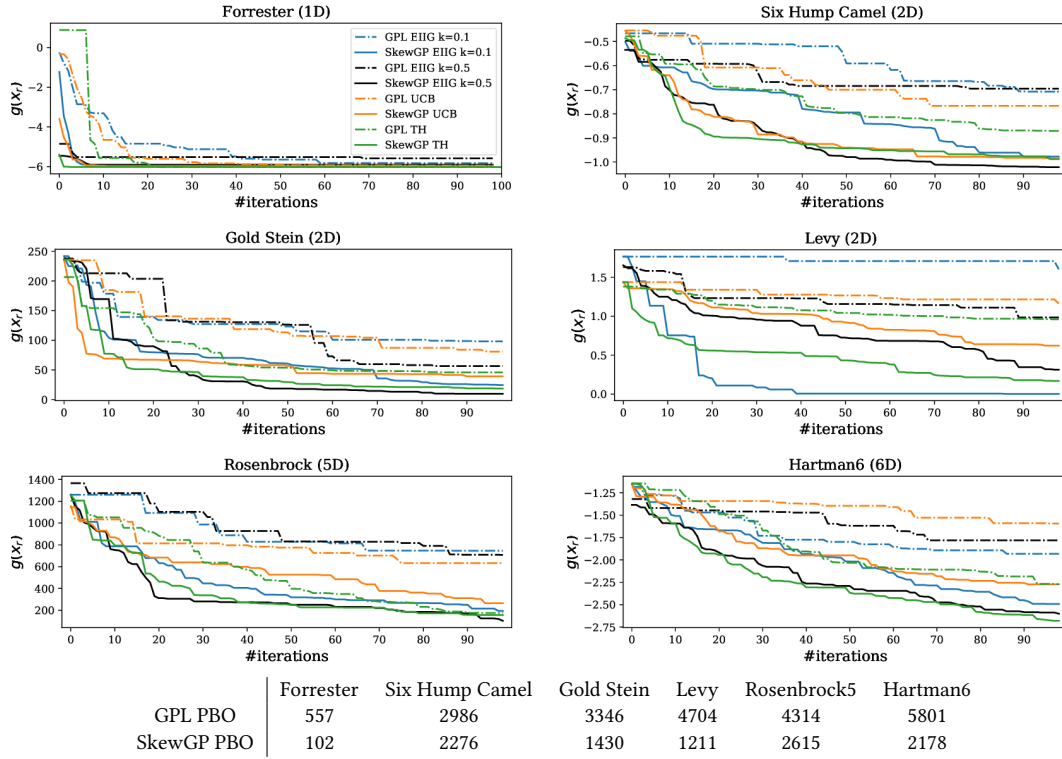 Forrester (1D)
g(x_r)
0
−2
−4
−6
0 10 20 30 40 50 60 70 80 90 100
#iterations
GPL EIIG k=0.1
SkewGP EIIG k=0.1
GPL EIIG k=0.5
SkewGP EIIG k=0.5
GPL UCB
SkewGP UCB
GPL TH
SkewGP TH
Six Hump Camel (2D)
g(x_r)
−0.5
−0.6
−0.7
−0.8
−0.9
−1.0
0 10 20 30 40 50 60 70 80 90
#iterations
Gold Stein (2D)
g(x_r)
250
200
150
100
50
0
0 10 20 30 40 50 60 70 80 90
#iterations
Levy (2D)
g(x_r)
1.5
1.0
0.5
0.0
0 10 20 30 40 50 60 70 80 90
#iterations
Rosenbrock (5D)
g(x_r)
1400
1200
1000
800
600
400
200
0 10 20 30 40 50 60 70 80 90
#iterations
Hartman6 (6D)
g(x_r)
−1.25
−1.50
−1.75
−2.00
−2.25
−2.50
−2.75
0 10 20 30 40 50 60 70 80 90
#iterations
Forrester Six Hump Camel Gold Stein Levy Rosenbrock5 Hartman6
GPL PBO 557 2986 3346 4704 4314 5801
SkewGP PBO 102 2276 1430 1211 2615 2178